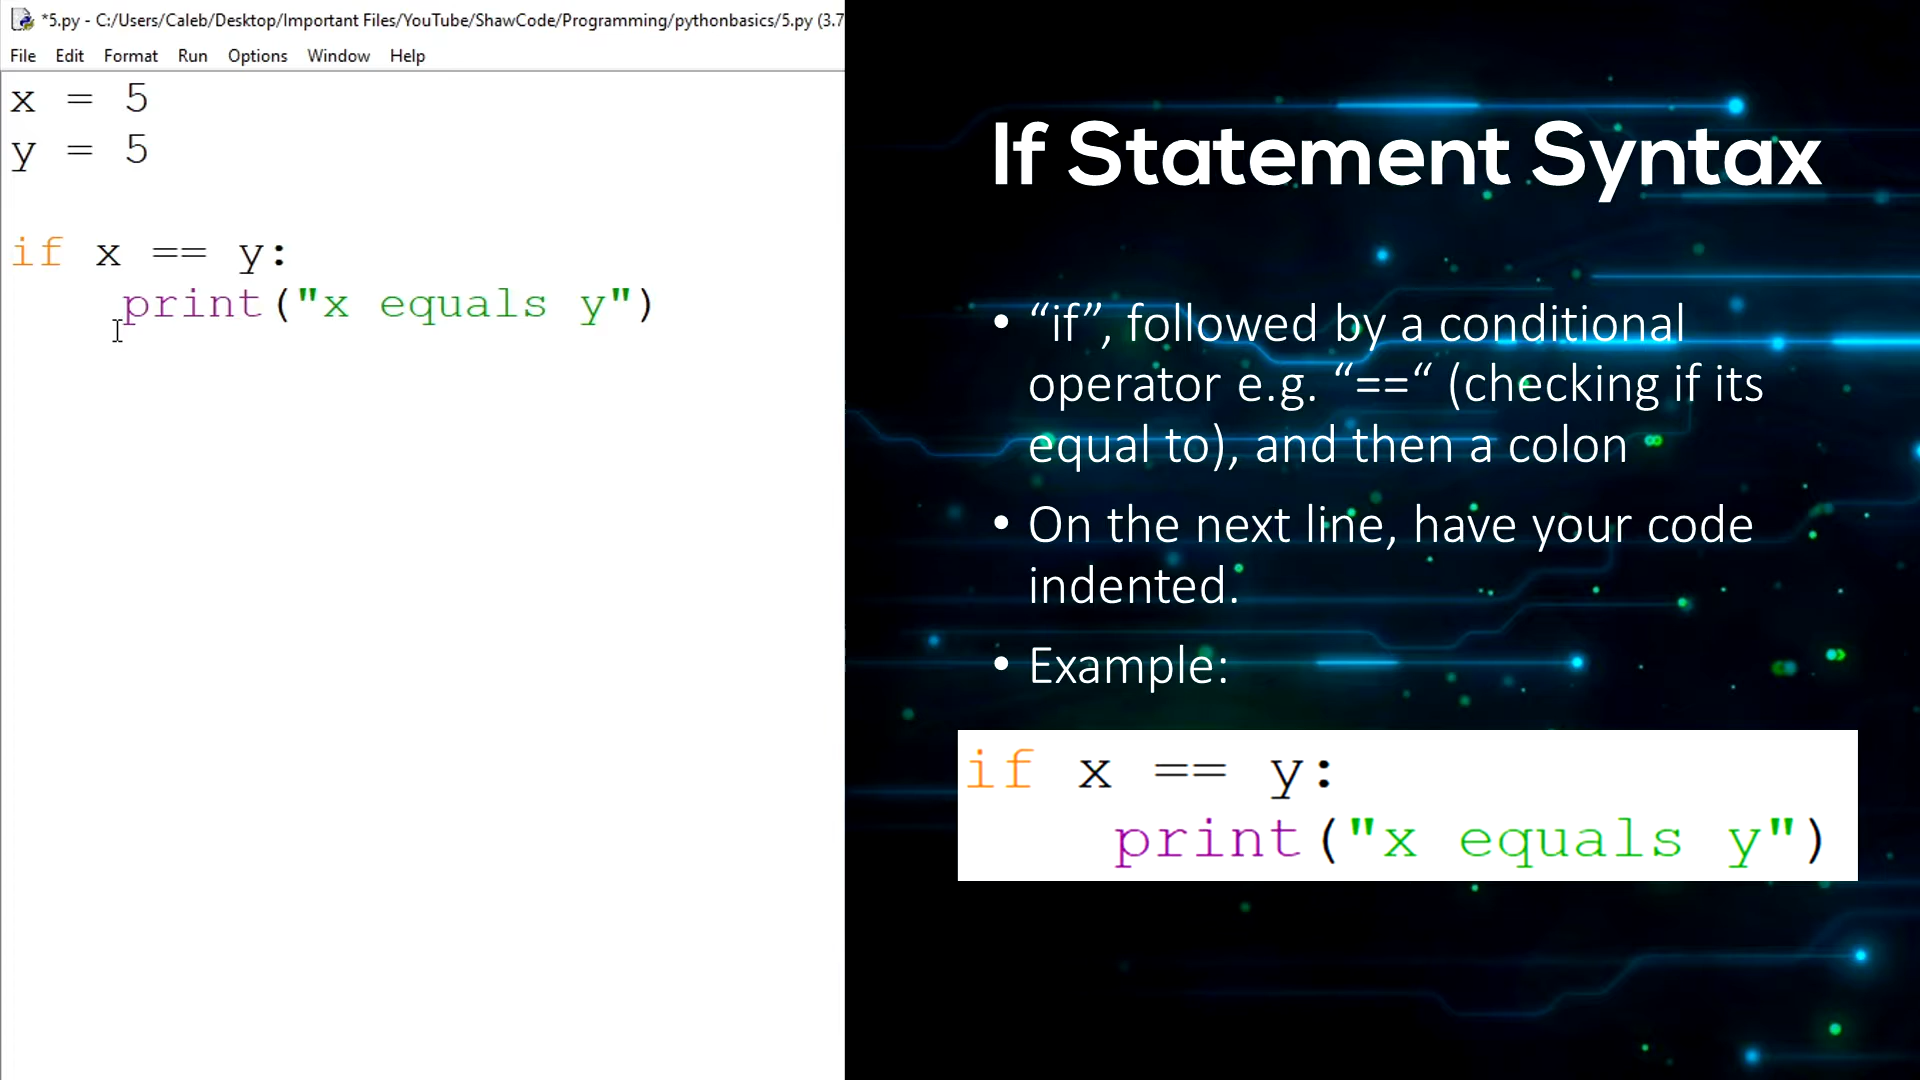 *5.py - C:/Users/Caleb/Desktop/Important Files/YouTube/ShawCode/Programming/pythonbasics/5.py (3.7
File Edit Format Run Options Window Help
x = 5
y = 5
if x == y:
    print("x equals y")
If Statement Syntax
• “if”, followed by a conditional
operator e.g. “==“ (checking if its
equal to), and then a colon
• On the next line, have your code
indented.
• Example:
if x == y:
    print("x equals y")